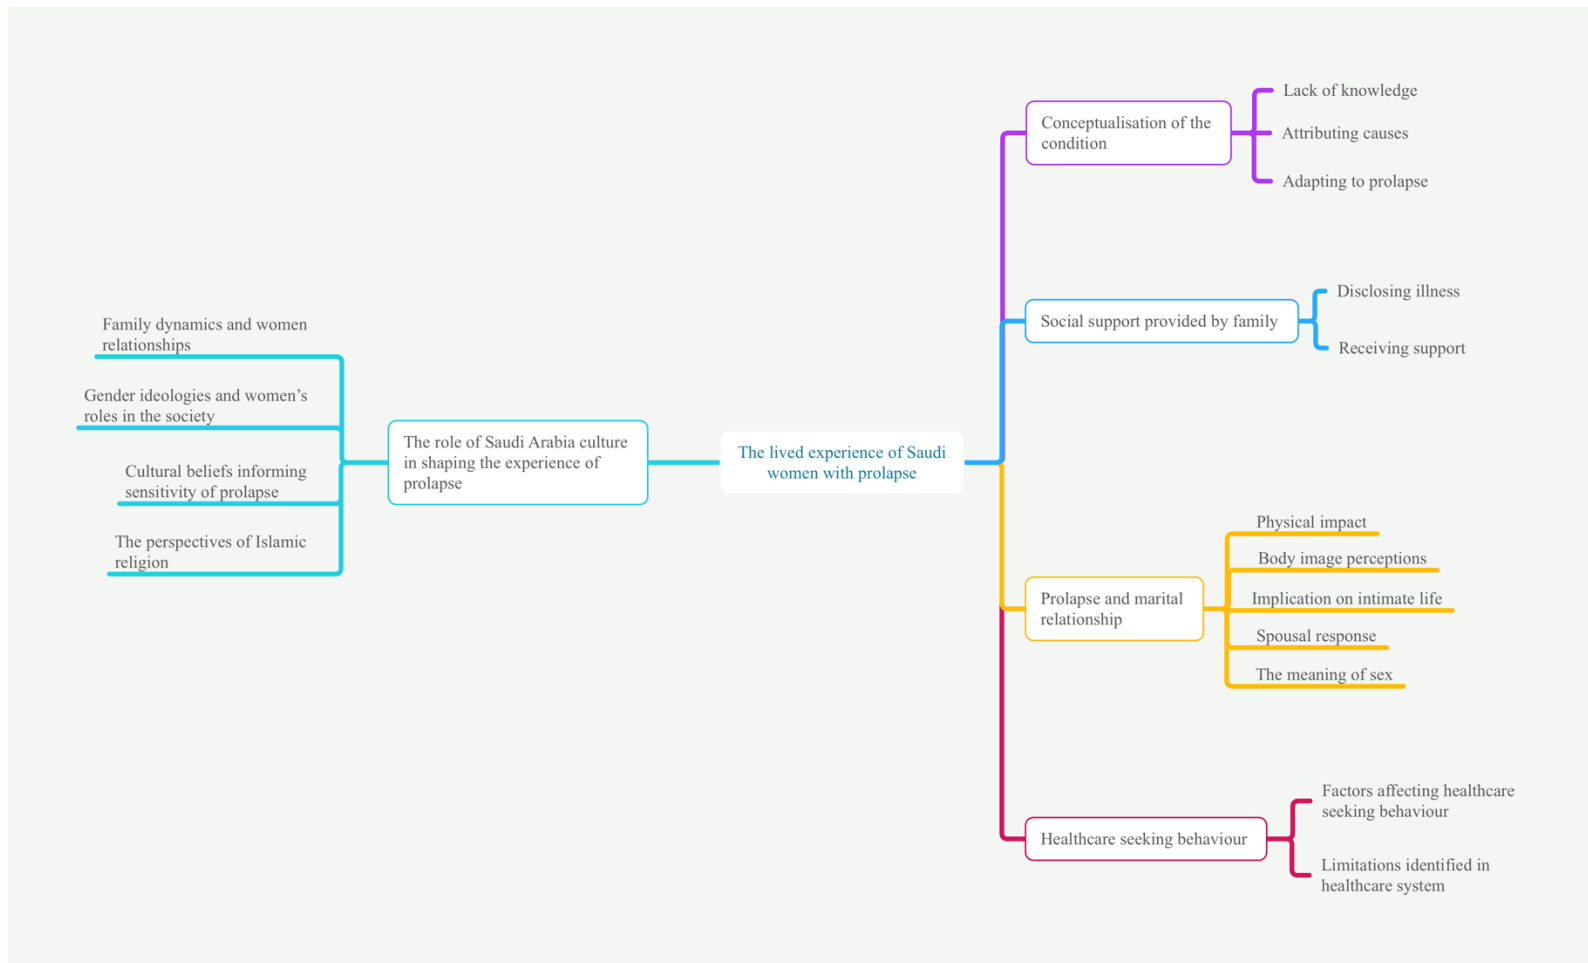 Family dynamics and women
relationships
Gender ideologies and women’s
roles in the society
Cultural beliefs informing
sensitivity of prolapse
The perspectives of Islamic
religion
The role of Saudi Arabia culture
in shaping the experience of
prolapse
The lived experience of Saudi
women with prolapse
Conceptualisation of the
condition
Lack of knowledge
Attributing causes
Adapting to prolapse
Social support provided by family
Disclosing illness
Receiving support
Prolapse and marital
relationship
Physical impact
Body image perceptions
Implication on intimate life
Spousal response
The meaning of sex
Healthcare seeking behaviour
Factors affecting healthcare
seeking behaviour
Limitations identified in
healthcare system